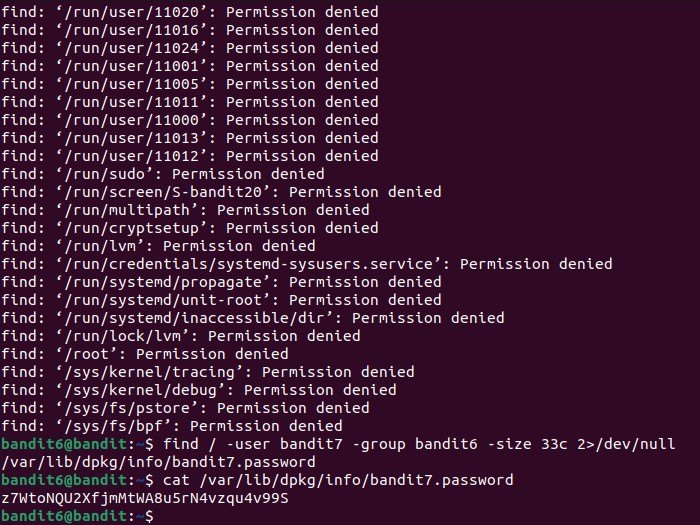 find: ‘/run/user/11020’: Permission denied
find: ‘/run/user/11016’: Permission denied
find: ‘/run/user/11024’: Permission denied
find: ‘/run/user/11001’: Permission denied
find: ‘/run/user/11005’: Permission denied
find: ‘/run/user/11011’: Permission denied
find: ‘/run/user/11000’: Permission denied
find: ‘/run/user/11013’: Permission denied
find: ‘/run/user/11012’: Permission denied
find: ‘/run/sudo’: Permission denied
find: ‘/run/screen/S-bandit20’: Permission denied
find: ‘/run/multipath’: Permission denied
find: ‘/run/cryptsetup’: Permission denied
find: ‘/run/lvm’: Permission denied
find: ‘/run/credentials/systemd-sysusers.service’: Permission denied
find: ‘/run/systemd/propagate’: Permission denied
find: ‘/run/systemd/unit-root’: Permission denied
find: ‘/run/systemd/inaccessible/dir’: Permission denied
find: ‘/run/lock/lvm’: Permission denied
find: ‘/root’: Permission denied
find: ‘/sys/kernel/tracing’: Permission denied
find: ‘/sys/kernel/debug’: Permission denied
find: ‘/sys/fs/pstore’: Permission denied
find: ‘/sys/fs/bpf’: Permission denied
bandit6@bandit:~$ find / -user bandit7 -group bandit6 -size 33c 2>/dev/null
/var/lib/dpkg/info/bandit7.password
bandit6@bandit:~$ cat /var/lib/dpkg/info/bandit7.password
z7WtoNQU2XfjmMtWA8u5rN4vzqu4v99S
bandit6@bandit:~$